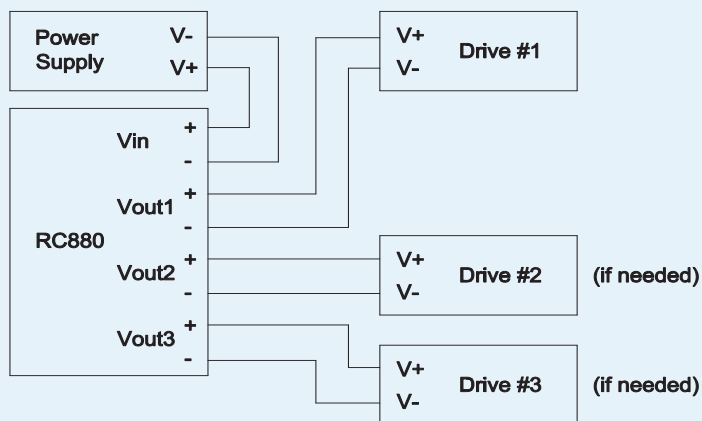 Power
Supply
V-
V+
RC880
Vin
+
-
Vout1
+
-
Vout2
+
-
Vout3
+
-
V+
V-
Drive #1
V+
V-
Drive #2
(if needed)
V+
V-
Drive #3
(if needed)